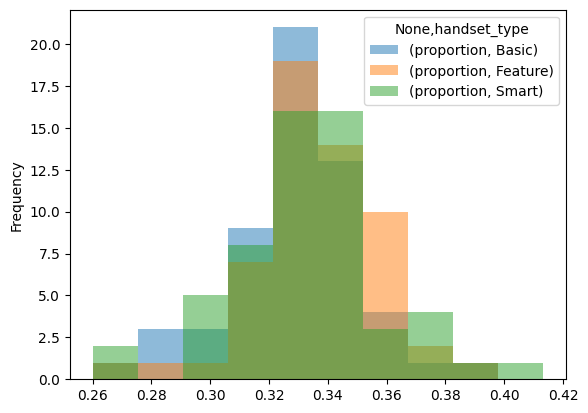 None,handset_type
(proportion, Basic)
(proportion, Feature)
(proportion, Smart)
Frequency
20.0
17.5
15.0
12.5
10.0
7.5
5.0
2.5
0.0
0.26 0.28 0.30 0.32 0.34 0.36 0.38 0.40 0.42